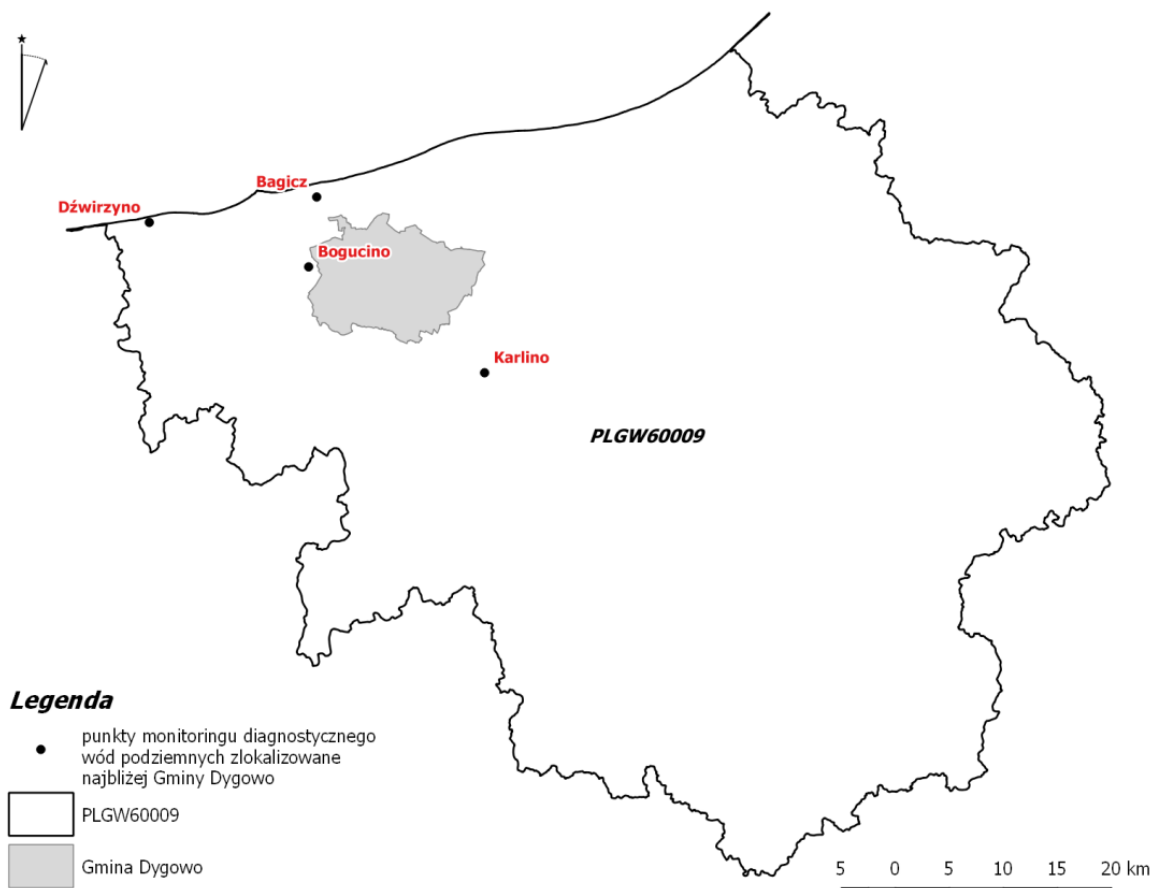 Bagicz
Dźwirzyno
Bogucino
Karlino
PLGW60009
Legenda
punkty monitoringu diagnostycznego
wód podziemnych zlokalizowane
najbliżej Gminy Dygowo
PLGW60009
Gmina Dygowo
5 0 5 10 15 20 km